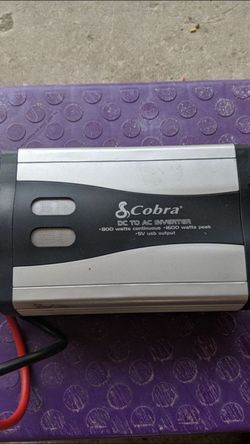 Cobra®
DC TO AC INVERTER
•800 watts continuous •1600 watts peak
•5V usb output